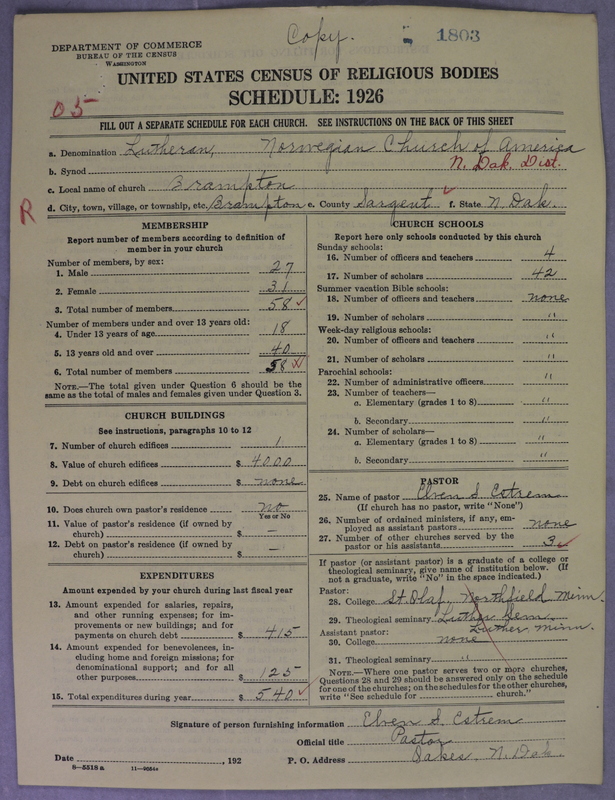 Copy. 5 1803
DEPARTMENT OF COMMERCE
BUREAU OF THE CENSUS
WASHINGTON
UNITED STATES CENSUS OF RELIGIOUS BODIES
SCHEDULE: 1926
05
FILL OUT A SEPARATE SCHEDULE FOR EACH CHURCH. SEE INSTRUCTIONS ON THE BACK OF THIS SHEET
a. Denomination Lutheran, Norwegian Church of America
b. Synod N. Dak. Dist.
c. Local name of church Brampton
R
d. City, town, village, or township, etc. Brampton e. County Sargent ✓ f. State N. Dak.
MEMBERSHIP
Report number of members according to definition of
member in your church
Number of members, by sex:
1. Male 27
2. Female 31
3. Total number of members 58 ✓
Number of members under and over 13 years old:
4. Under 13 years of age 18
5. 13 years old and over 40
6. Total number of members 58
NOTE.—The total given under Question 6 should be the
same as the total of males and females given under Question 3.
CHURCH BUILDINGS
See instructions, paragraphs 10 to 12
7. Number of church edifices 1
8. Value of church edifices $ 4000
9. Debt on church edifices $ none
10. Does church own pastor's residence no
Yes or No
11. Value of pastor's residence (if owned by
church) $ —
12. Debt on pastor's residence (if owned by
church) $ —
EXPENDITURES
Amount expended by your church during last fiscal year
13. Amount expended for salaries, repairs,
and other running expenses; for im-
provements or new buildings; and for
payments on church debt $ 415
14. Amount expended for benevolences, in-
cluding home and foreign missions; for
denominational support; and for all
other purposes $ 125
15. Total expenditures during year $ 540 ✓
CHURCH SCHOOLS
Report here only schools conducted by this church
Sunday schools:
16. Number of officers and teachers 4
17. Number of scholars 42
Summer vacation Bible schools:
18. Number of officers and teachers none
19. Number of scholars "
Week-day religious schools:
20. Number of officers and teachers "
21. Number of scholars "
Parochial schools:
22. Number of administrative officers "
23. Number of teachers—
a. Elementary (grades 1 to 8) "
b. Secondary "
24. Number of scholars—
a. Elementary (grades 1 to 8) "
b. Secondary "
PASTOR
25. Name of pastor Elven S. Estrem
(If church has no pastor, write "None")
26. Number of ordained ministers, if any, em-
ployed as assistant pastors none
27. Number of other churches served by the
pastor or his assistants 3 ✓
If pastor (or assistant pastor) is a graduate of a college or
theological seminary, give name of institution below. (If
not a graduate, write "No" in the space indicated.)
Pastor:
28. College St. Olaf, Northfield Minn.
29. Theological seminary Luther Sem.
Luther, Minn.
Assistant pastor:
30. College none
31. Theological seminary "
NOTE.—Where one pastor serves two or more churches,
Questions 28 and 29 should be answered only on the schedule
for one of the churches; on the schedules for the other churches,
write "See schedule for church."
Signature of person furnishing information Elven S. Estrem
Official title Pastor
Date , 192 P. O. Address Oakes, N. Dak.
8—5518 a 11—9664a